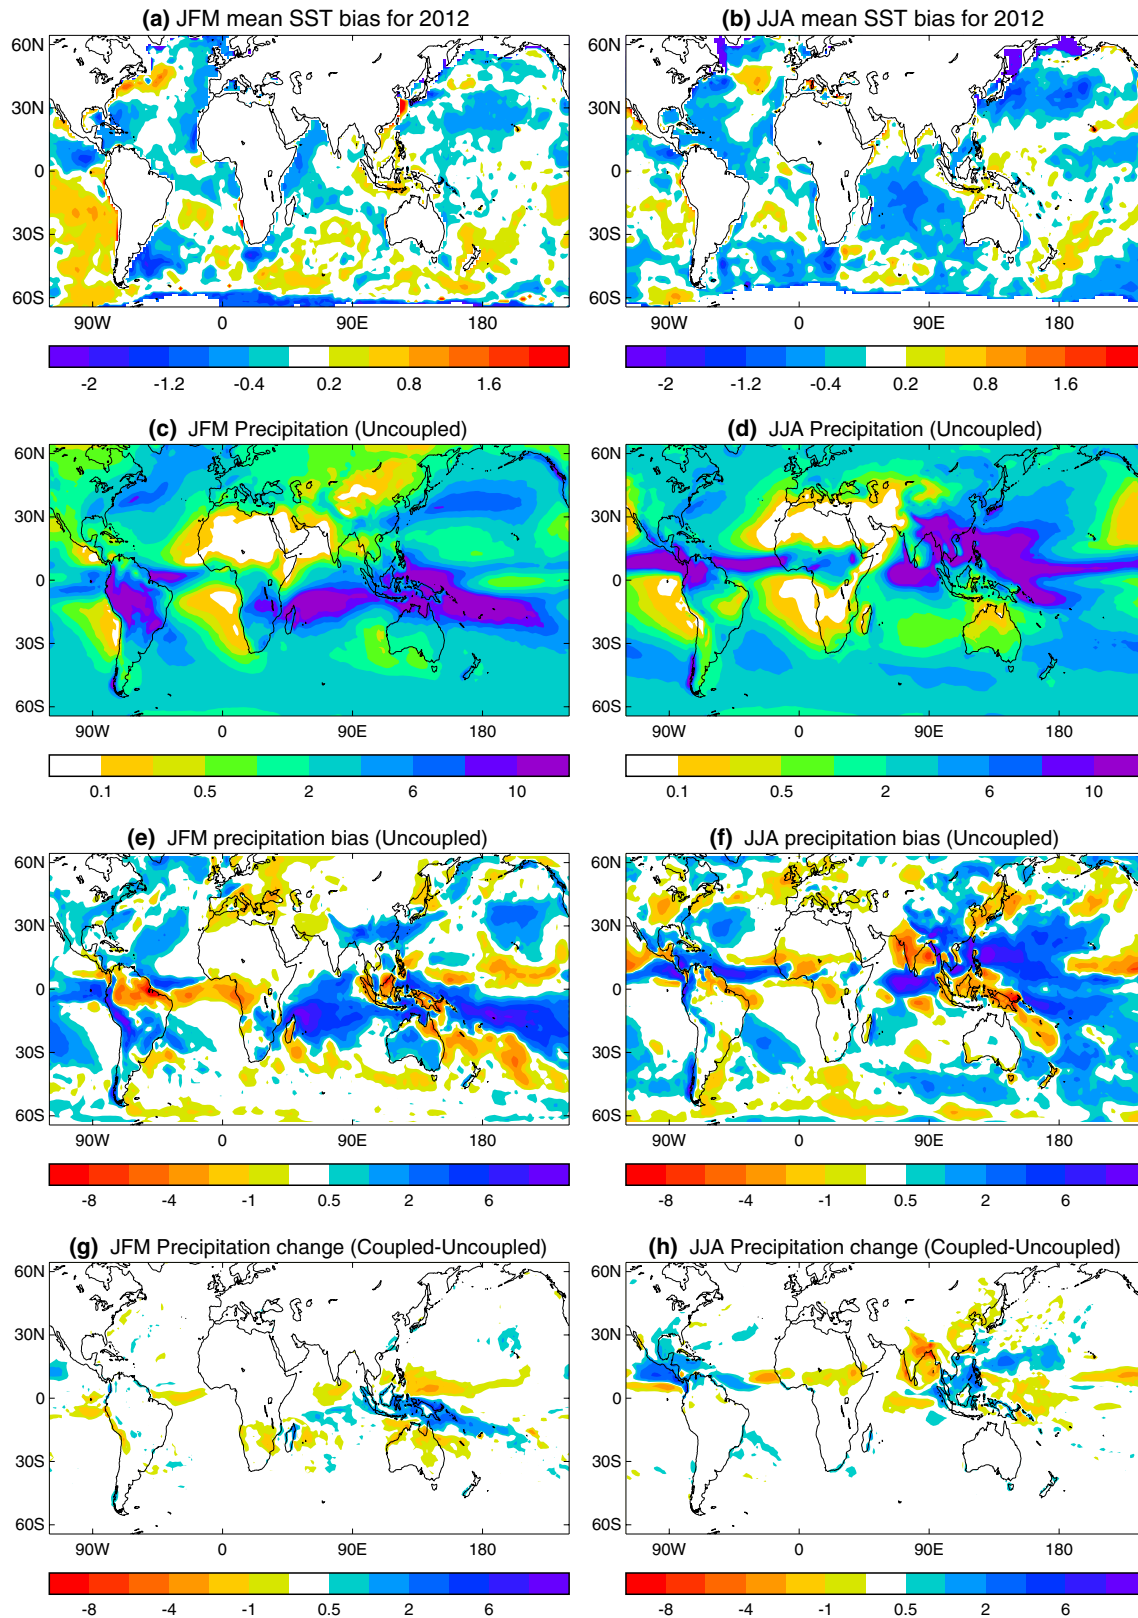 (a) JFM mean SST bias for 2012
60N
30N
0
30S
60S
90W 0 90E 180
-2 -1.2 -0.4 0.2 0.8 1.6
(b) JJA mean SST bias for 2012
60N
30N
0
30S
60S
90W 0 90E 180
-2 -1.2 -0.4 0.2 0.8 1.6
(c) JFM Precipitation (Uncoupled)
60N
30N
0
30S
60S
90W 0 90E 180
0.1 0.5 2 6 10
(d) JJA Precipitation (Uncoupled)
60N
30N
0
30S
60S
90W 0 90E 180
0.1 0.5 2 6 10
(e) JFM precipitation bias (Uncoupled)
60N
30N
0
30S
60S
90W 0 90E 180
-8 -4 -1 0.5 2 6
(f) JJA precipitation bias (Uncoupled)
60N
30N
0
30S
60S
90W 0 90E 180
-8 -4 -1 0.5 2 6
(g) JFM Precipitation change (Coupled-Uncoupled)
60N
30N
0
30S
60S
90W 0 90E 180
-8 -4 -1 0.5 2 6
(h) JJA Precipitation change (Coupled-Uncoupled)
60N
30N
0
30S
60S
90W 0 90E 180
-8 -4 -1 0.5 2 6